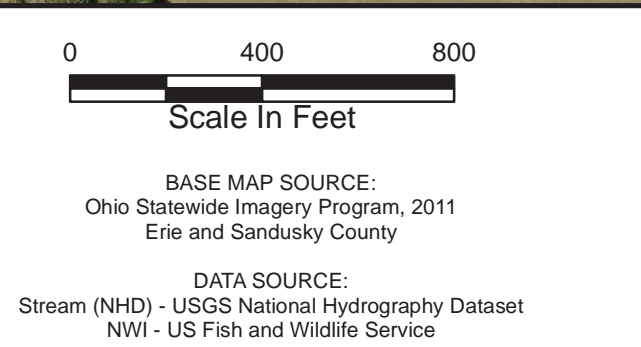 0 400 800
Scale In Feet
BASE MAP SOURCE:
Ohio Statewide Imagery Program, 2011
Erie and Sandusky County
DATA SOURCE:
Stream (NHD) - USGS National Hydrography Dataset
NWI - US Fish and Wildlife Service